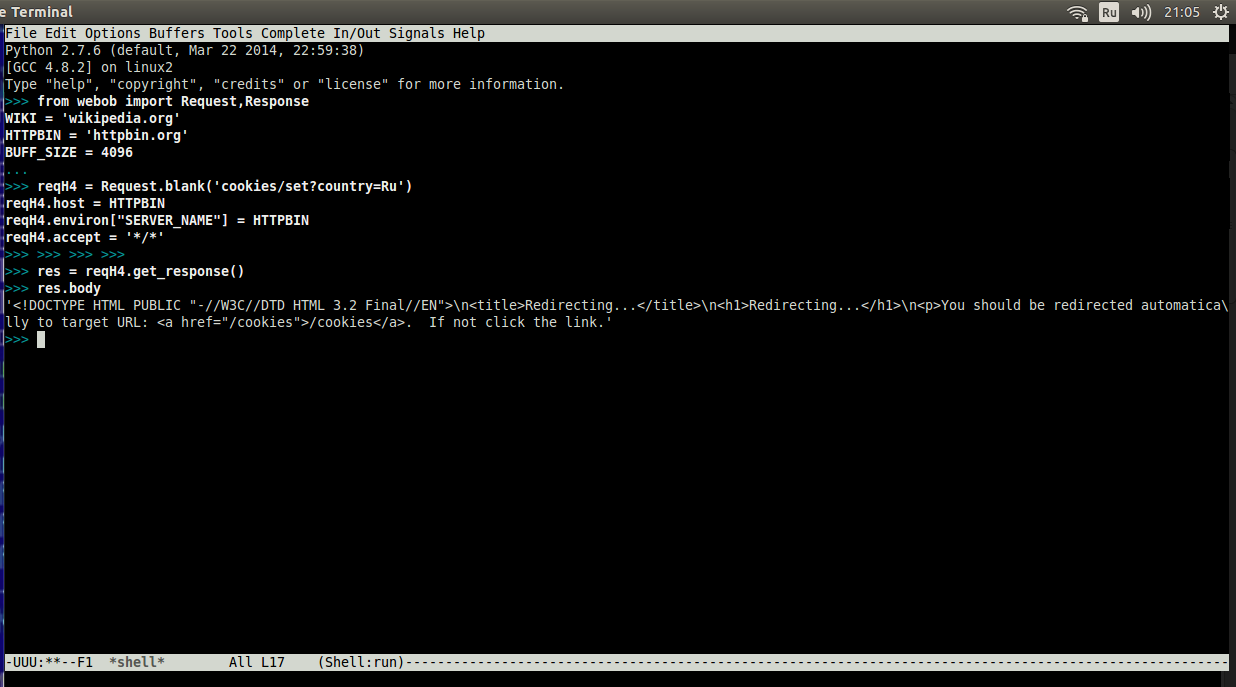 e Terminal
Ru
21:05
File Edit Options Buffers Tools Complete In/Out Signals Help
Python 2.7.6 (default, Mar 22 2014, 22:59:38)
[GCC 4.8.2] on linux2
Type "help", "copyright", "credits" or "license" for more information.
>>> from webob import Request,Response
WIKI = 'wikipedia.org'
HTTPBIN = 'httpbin.org'
BUFF_SIZE = 4096
...
>>> reqH4 = Request.blank('cookies/set?country=Ru')
reqH4.host = HTTPBIN
reqH4.environ["SERVER_NAME"] = HTTPBIN
reqH4.accept = '*/*'
>>> >>> >>> >>>
>>> res = reqH4.get_response()
>>> res.body
'<!DOCTYPE HTML PUBLIC "-//W3C//DTD HTML 3.2 Final//EN">\n<title>Redirecting...</title>\n<h1>Redirecting...</h1>\n<p>You should be redirected automatica\
lly to target URL: <a href="/cookies">/cookies</a>.  If not click the link.'
>>>
-UUU:**--F1  *shell*        All L17    (Shell:run)-------------------------------------------------------------------------------------------------------